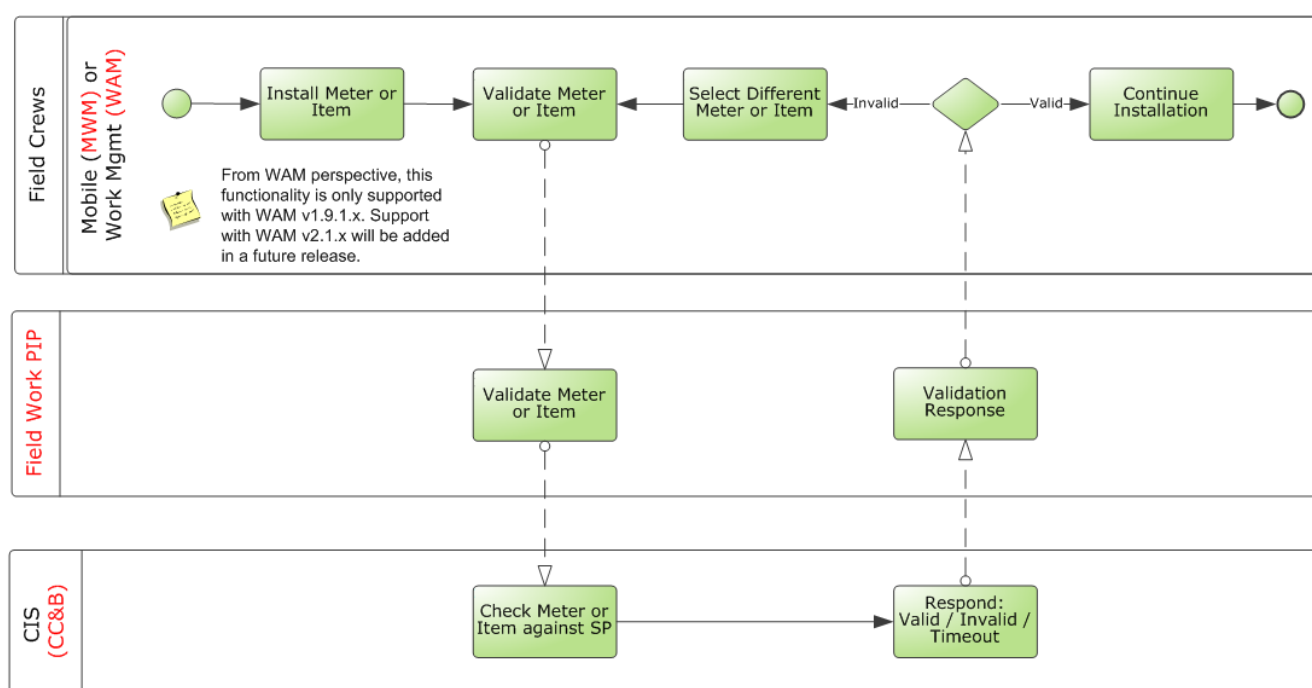 Field Crews
Mobile (MWM) or
Work Mgmt (WAM)
Install Meter or
Item
Validate Meter
or Item
Select Different
Meter or Item
Invalid
Valid
Continue
Installation
From WAM perspective, this
functionality is only supported
with WAM v1.9.1.x. Support
with WAM v2.1.x will be added
in a future release.
Field Work PIP
Validate Meter
or Item
Validation
Response
CIS
(CC&B)
Check Meter or
Item against SP
Respond:
Valid / Invalid /
Timeout